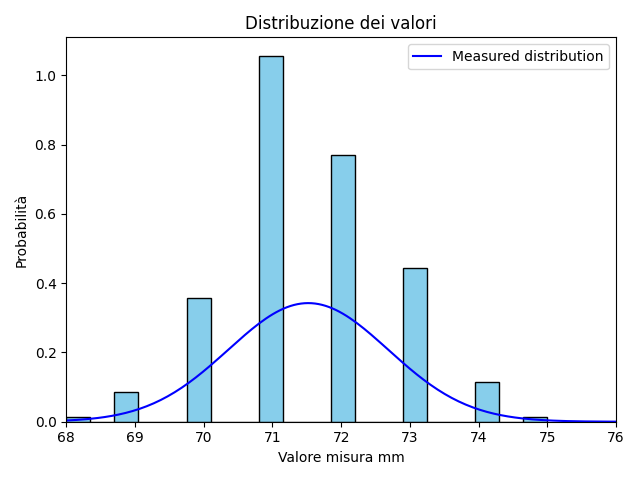 Distribuzione dei valori
Measured distribution
1.0
0.8
0.6
0.4
0.2
0.0
Probabilità
68 69 70 71 72 73 74 75 76
Valore misura mm